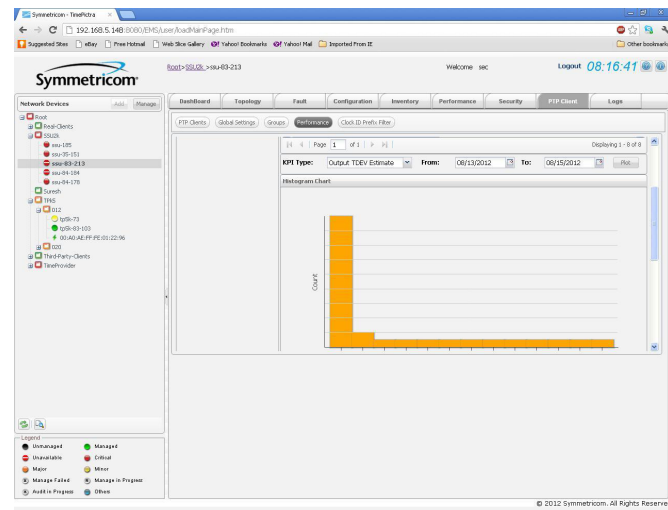 Symmetricom - TimePictra
192.168.5.148:8080/EMS/user/loadMainPage.htm
Suggested Sites eBay Free Hotmail Web Slice Gallery Yahoo! Bookmarks Yahoo! Mail Imported From IE Other bookmarks
Symmetricom
Root>SSU2k >ssu-83-213
Welcome sec
Logout 08:16:41
Network Devices Add Manage
Dashboard Topology Fault Configuration Inventory Performance Security PTP Client Logs
PTP Clients Global Settings Groups Performance Clock ID Prefix Filter
Root
Real-Clients
SSU2k
ssu-185
ssu-35-151
ssu-83-213
ssu-84-184
ssu-84-178
Suresh
TP5
012
tp5k-73
tp5k-83-103
00:A0:AE:FF:FE:01:22:96
020
Third-Party-Clients
TimeProvider
Page 1 of 1
Displaying 1 - 8 of 8
KPI Type: Output TDEV Estimate From: 08/13/2012 To: 08/15/2012 Plot
Histogram Chart
Count
Legend
Unmanaged Managed
Unavailable Critical
Major Minor
Manage Failed Manage in Progress
Audit in Progress Others
© 2012 Symmetricom. All Rights Reserve